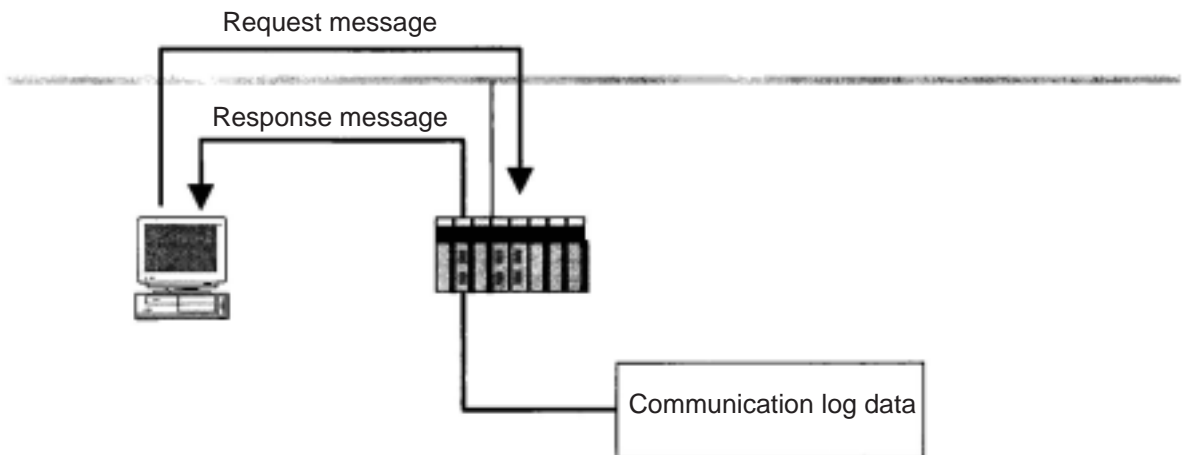 Request message
Response message
Communication log data